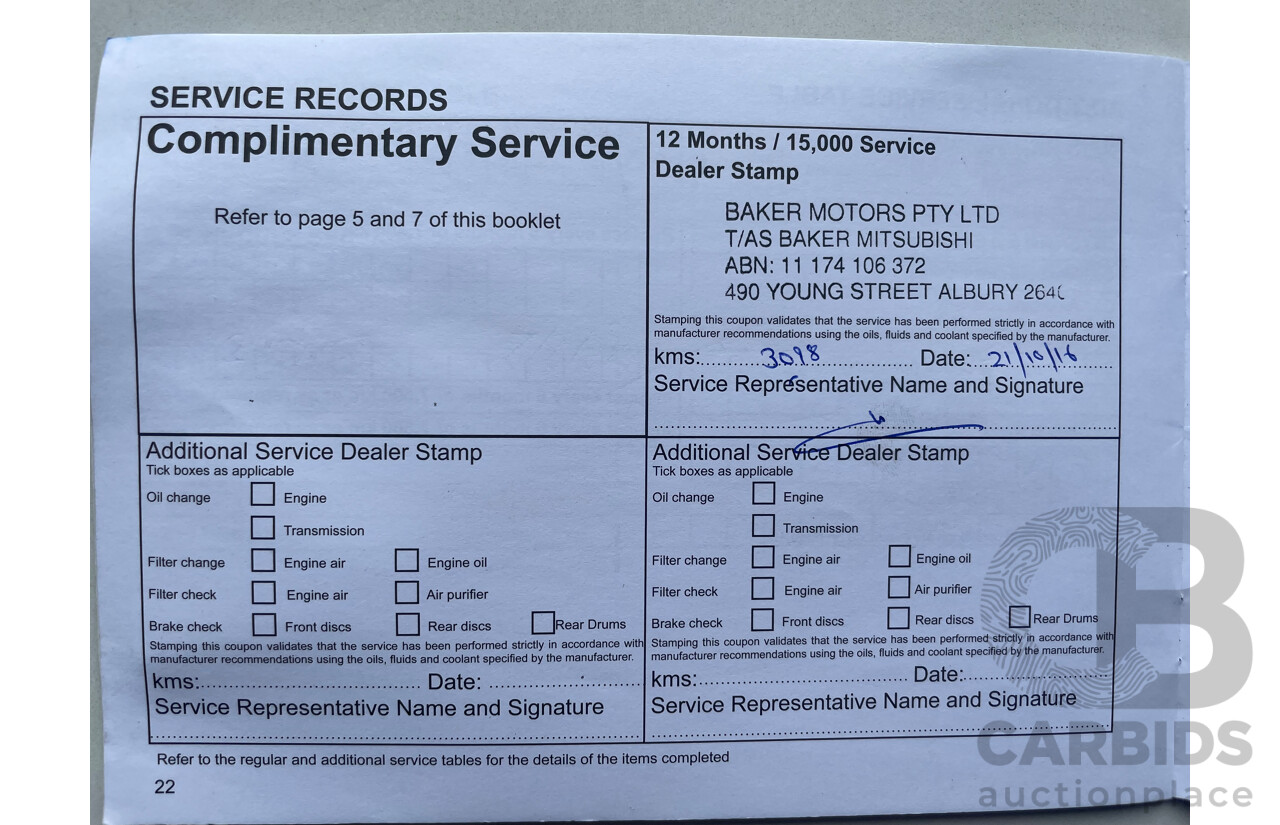 SERVICE RECORDS
Complimentary Service
Refer to page 5 and 7 of this booklet
12 Months / 15,000 Service
Dealer Stamp
BAKER MOTORS PTY LTD
T/AS BAKER MITSUBISHI
ABN: 11 174 106 372
490 YOUNG STREET ALBURY 2640
Stamping this coupon validates that the service has been performed strictly in accordance with
manufacturer recommendations using the oils, fluids and coolant specified by the manufacturer.
kms: 3098 Date: 21/10/16
Service Representative Name and Signature
Additional Service Dealer Stamp
Tick boxes as applicable
Oil change Engine
Transmission
Filter change Engine air Engine oil
Filter check Engine air Air purifier
Brake check Front discs Rear discs Rear Drums
Stamping this coupon validates that the service has been performed strictly in accordance with
manufacturer recommendations using the oils, fluids and coolant specified by the manufacturer.
kms: Date:
Service Representative Name and Signature
Additional Service Dealer Stamp
Tick boxes as applicable
Oil change Engine
Transmission
Filter change Engine air Engine oil
Filter check Engine air Air purifier
Brake check Front discs Rear discs Rear Drums
Stamping this coupon validates that the service has been performed strictly in accordance with
manufacturer recommendations using the oils, fluids and coolant specified by the manufacturer.
kms: Date:
Service Representative Name and Signature
Refer to the regular and additional service tables for the details of the items completed
22
CB
CARBIDS
auctionplace